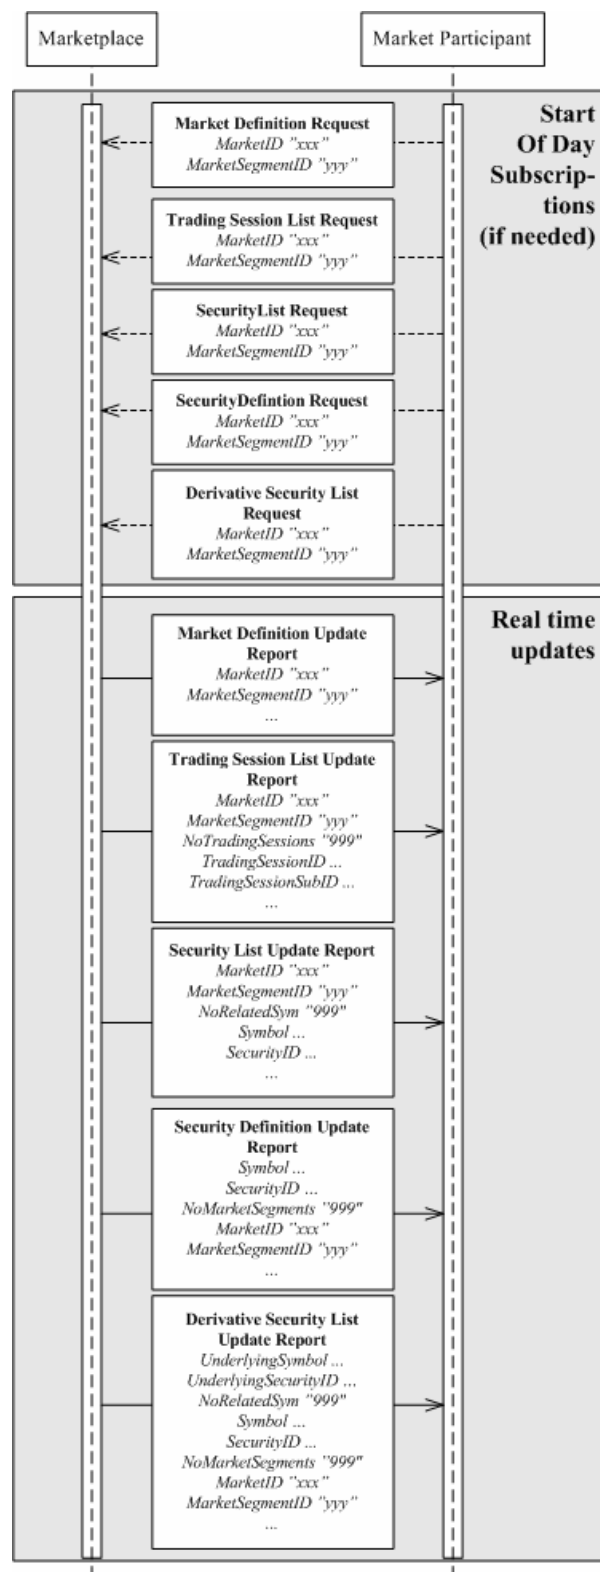 Marketplace
Market Participant
Start
Of Day
Subscrip-
tions
(if needed)
Market Definition Request
MarketID "xxx"
MarketSegmentID "yyy"
Trading Session List Request
MarketID "xxx"
MarketSegmentID "yyy"
SecurityList Request
MarketID "xxx"
MarketSegmentID "yyy"
SecurityDefintion Request
MarketID "xxx"
MarketSegmentID "yyy"
Derivative Security List
Request
MarketID "xxx"
MarketSegmentID "yyy"
Real time
updates
Market Definition Update
Report
MarketID "xxx"
MarketSegmentID "yyy"
...
Trading Session List Update
Report
MarketID "xxx"
MarketSegmentID "yyy"
NoTradingSessions "999"
TradingSessionID ...
TradingSessionSubID ...
...
Security List Update Report
MarketID "xxx"
MarketSegmentID "yyy"
NoRelatedSym "999"
Symbol ...
SecurityID ...
...
Security Definition Update
Report
Symbol ...
SecurityID ...
NoMarketSegments "999"
MarketID "xxx"
MarketSegmentID "yyy"
...
Derivative Security List
Update Report
UnderlyingSymbol ...
UnderlyingSecurityID ...
NoRelatedSym "999"
Symbol ...
SecurityID ...
NoMarketSegments "999"
MarketID "xxx"
MarketSegmentID "yyy"
...